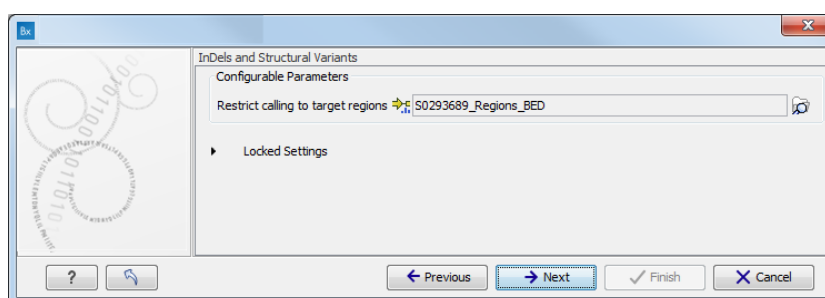 Bx
InDels and Structural Variants
Configurable Parameters
Restrict calling to target regions S0293689_Regions_BED
Locked Settings
? Previous Next Finish Cancel